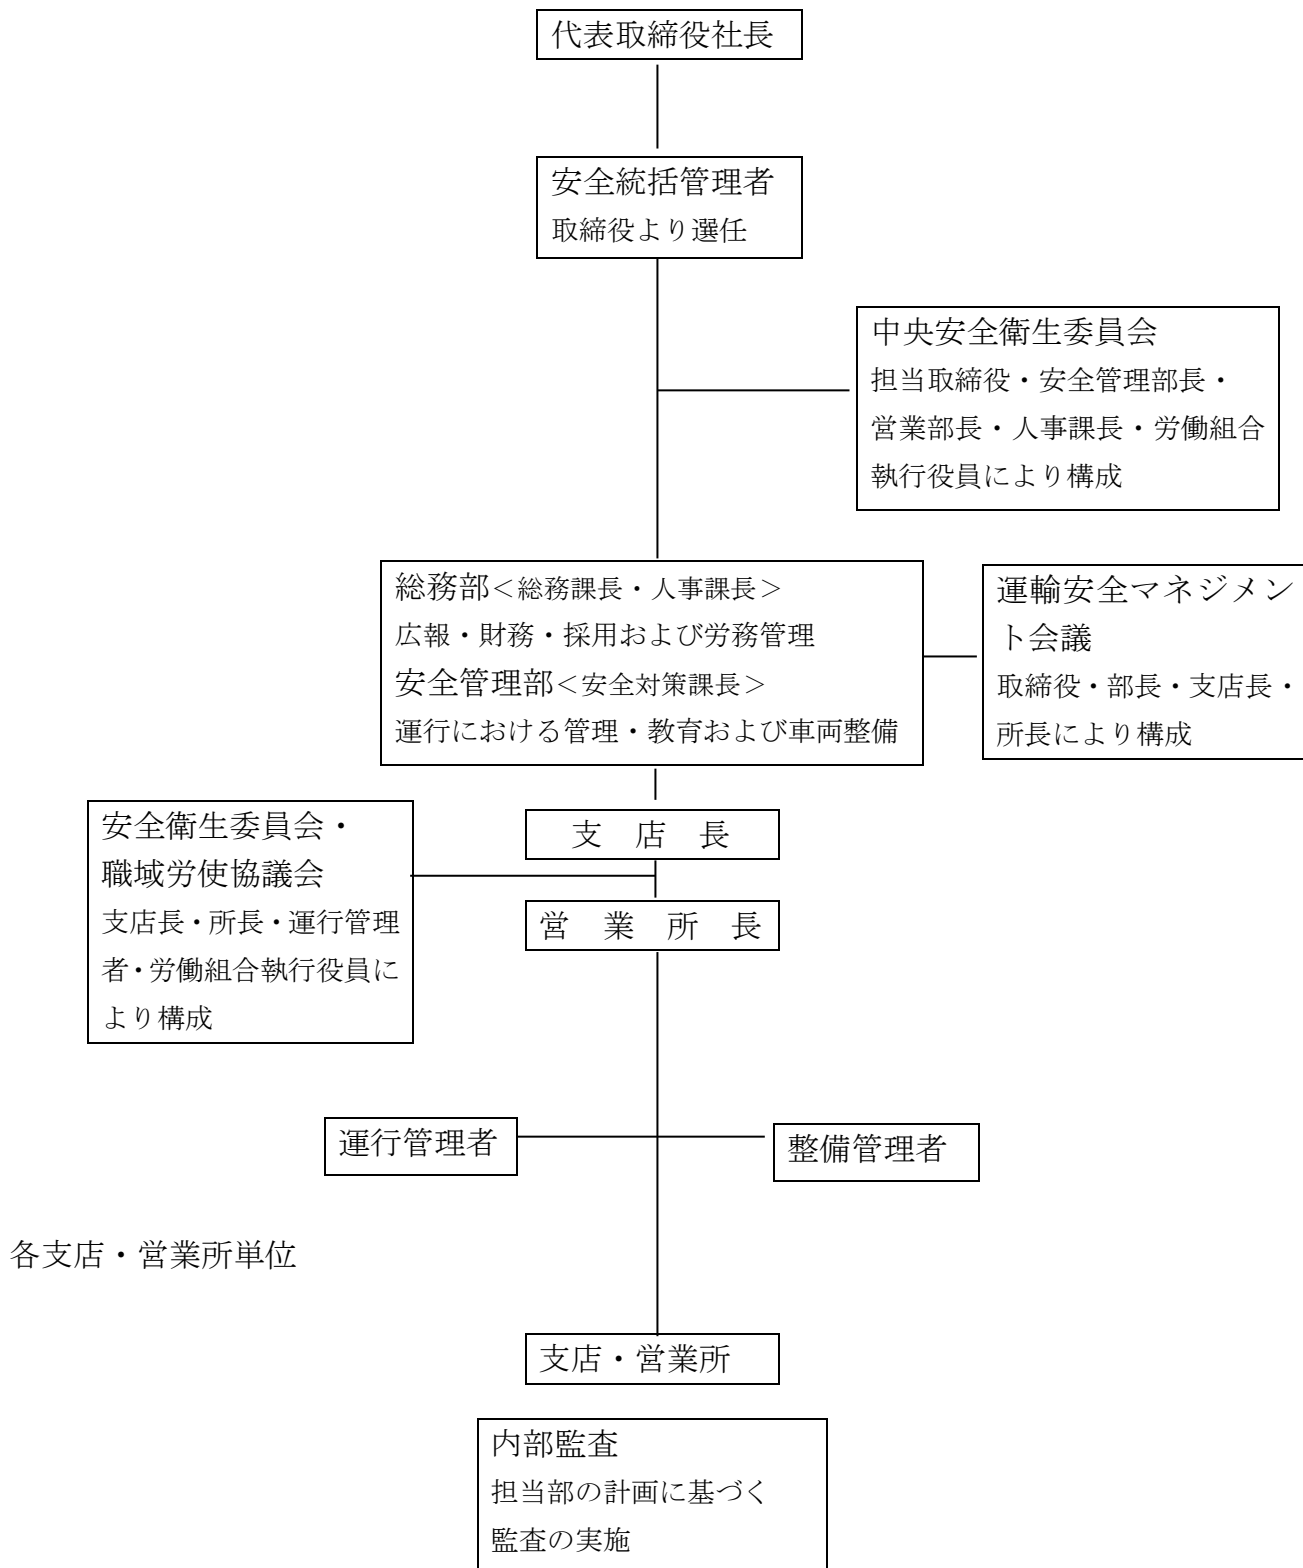 代表取締役社長
安全統括管理者
取締役より選任
中央安全衛生委員会
担当取締役・安全管理部長・
営業部長・人事課長・労働組合
執行役員により構成
総務部<総務課長・人事課長>
広報・財務・採用および労務管理
安全管理部<安全対策課長>
運行における管理・教育および車両整備
運輸安全マネジメン
ト会議
取締役・部長・支店長・
所長により構成
支 店 長
安全衛生委員会・
職域労使協議会
支店長・所長・運行管理
者・労働組合執行役員に
より構成
営 業 所 長
運行管理者
整備管理者
各支店・営業所単位
支店・営業所
内部監査
担当部の計画に基づく
監査の実施